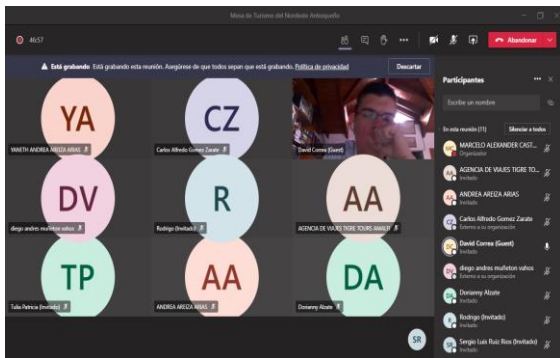 Mesa de Turismo del Nordeste Antioqueño
46:57
Abandonar
Está grabando Está grabando esta reunión. Asegúrese de que todos sepan que está grabando. Política de privacidad
Descartar
YA
YANETH ANDREA AREIZA ARIAS
CZ
Carlos Alfredo Gomez Zarate
David Correa (Guest)
DV
diego andres muñeton vahos
R
Rodrigo (Invitado)
AA
AGENCIA DE VIAJES TIGRE TOURS AMALFI
TP
Tulia Patricia (Invitado)
AA
ANDREA AREIZA ARIAS
DA
Dorianny Alzate
SR
Participantes
Escribe un nombre
En esta reunión (11)
Silenciar a todos
MARCELO ALEXANDER CAST...
Organizador
AGENCIA DE VIAJES TIGRE TO...
Invitado
ANDREA AREIZA ARIAS
Invitado
Carlos Alfredo Gomez Zarate
Externo a su organización
David Correa (Guest)
Invitado
diego andres muñeton vahos
Externo a su organización
Dorianny Alzate
Invitado
Rodrigo (Invitado)
Invitado
Sergio Luis Ruiz Rios (Invitado)
Invitado